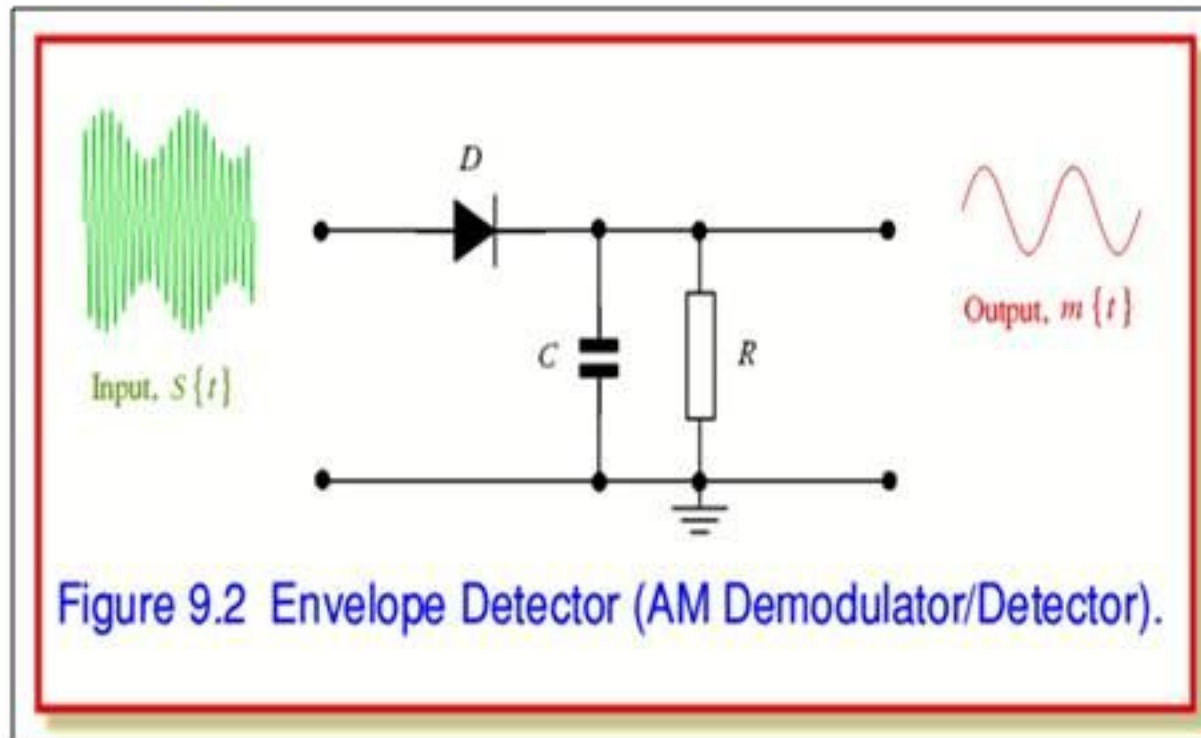 D
C
R
Input, S{t}
Output, m{t}
Figure 9.2 Envelope Detector (AM Demodulator/Detector).